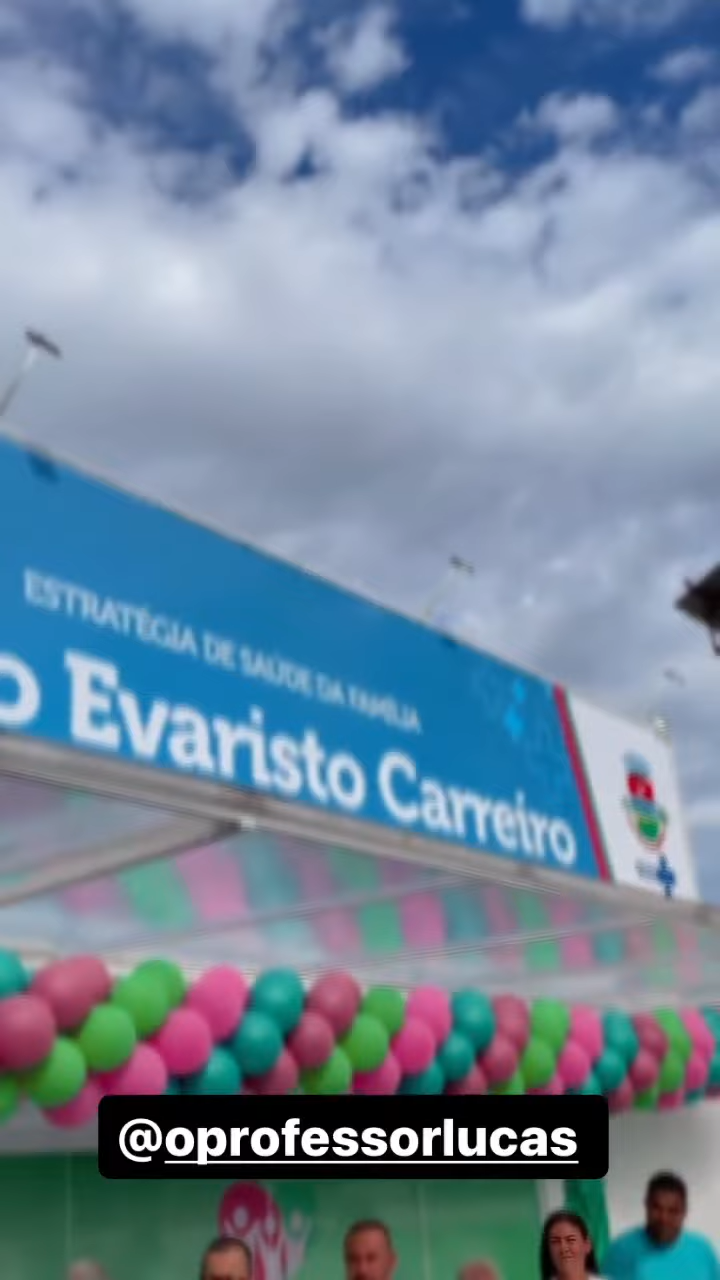 ESTRATÉGIA DE SAÚDE DA FAMÍLIA
o Evaristo Carreiro
@oprofessorlucas